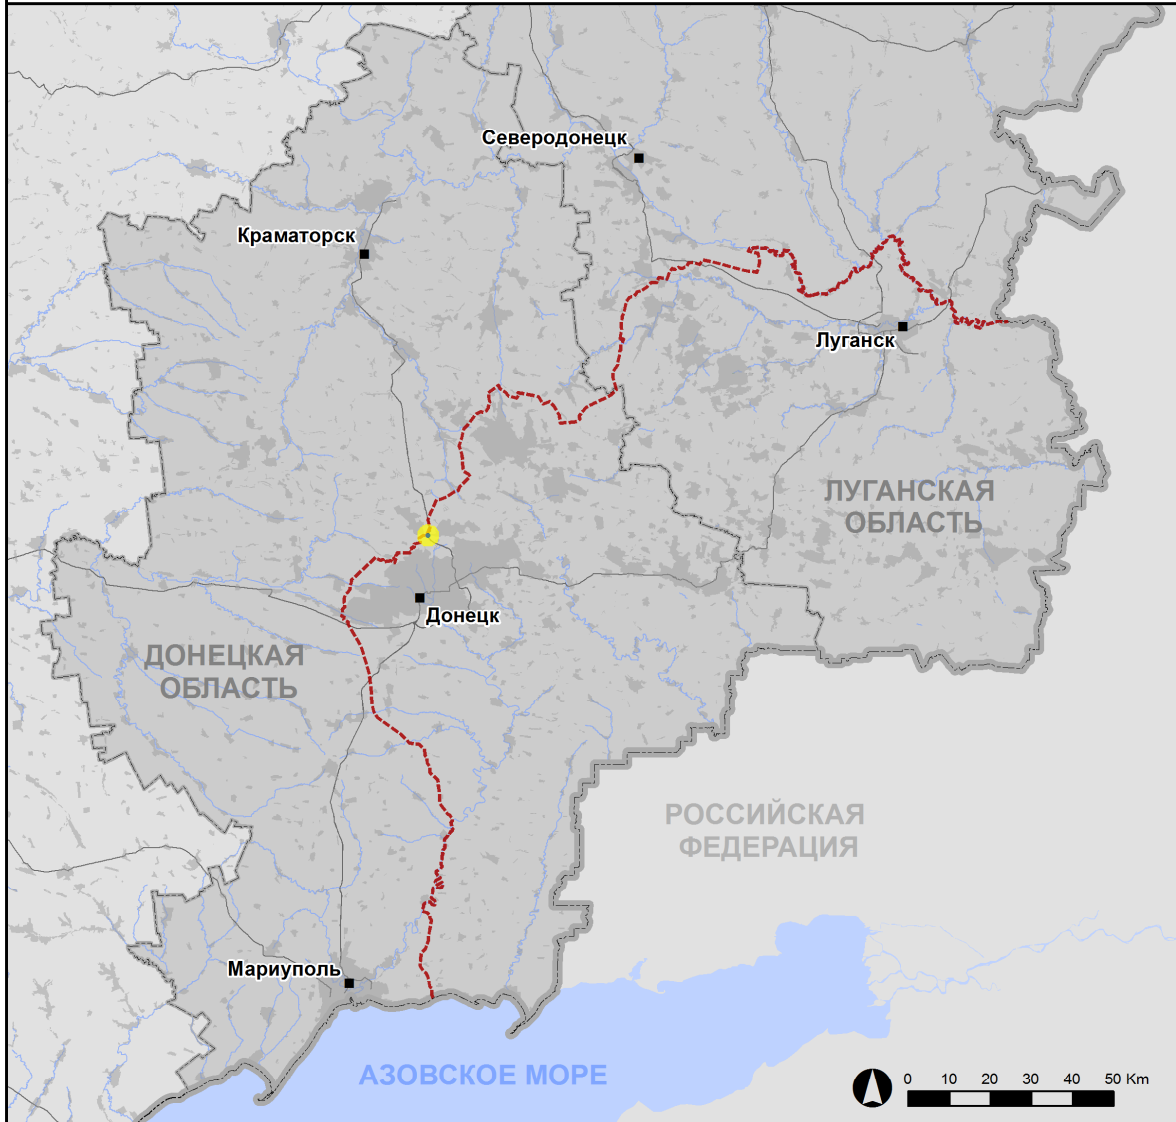 Северодонецк
Краматорск
Луганск
ЛУГАНСКАЯ
ОБЛАСТЬ
Донецк
ДОНЕЦКАЯ
ОБЛАСТЬ
РОССИЙСКАЯ
ФЕДЕРАЦИЯ
Мариуполь
АЗОВСКОЕ МОРЕ
0 10 20 30 40 50 Km